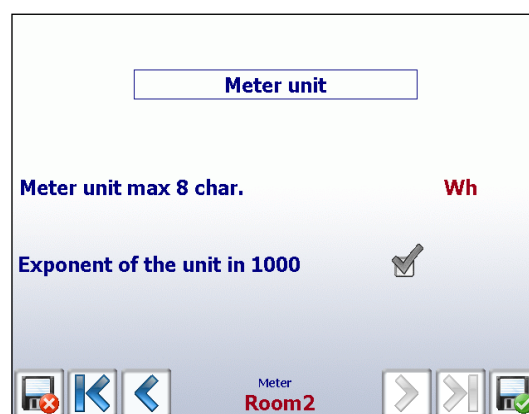 Meter unit
Meter unit max 8 char. Wh
Exponent of the unit in 1000
Meter
Room2